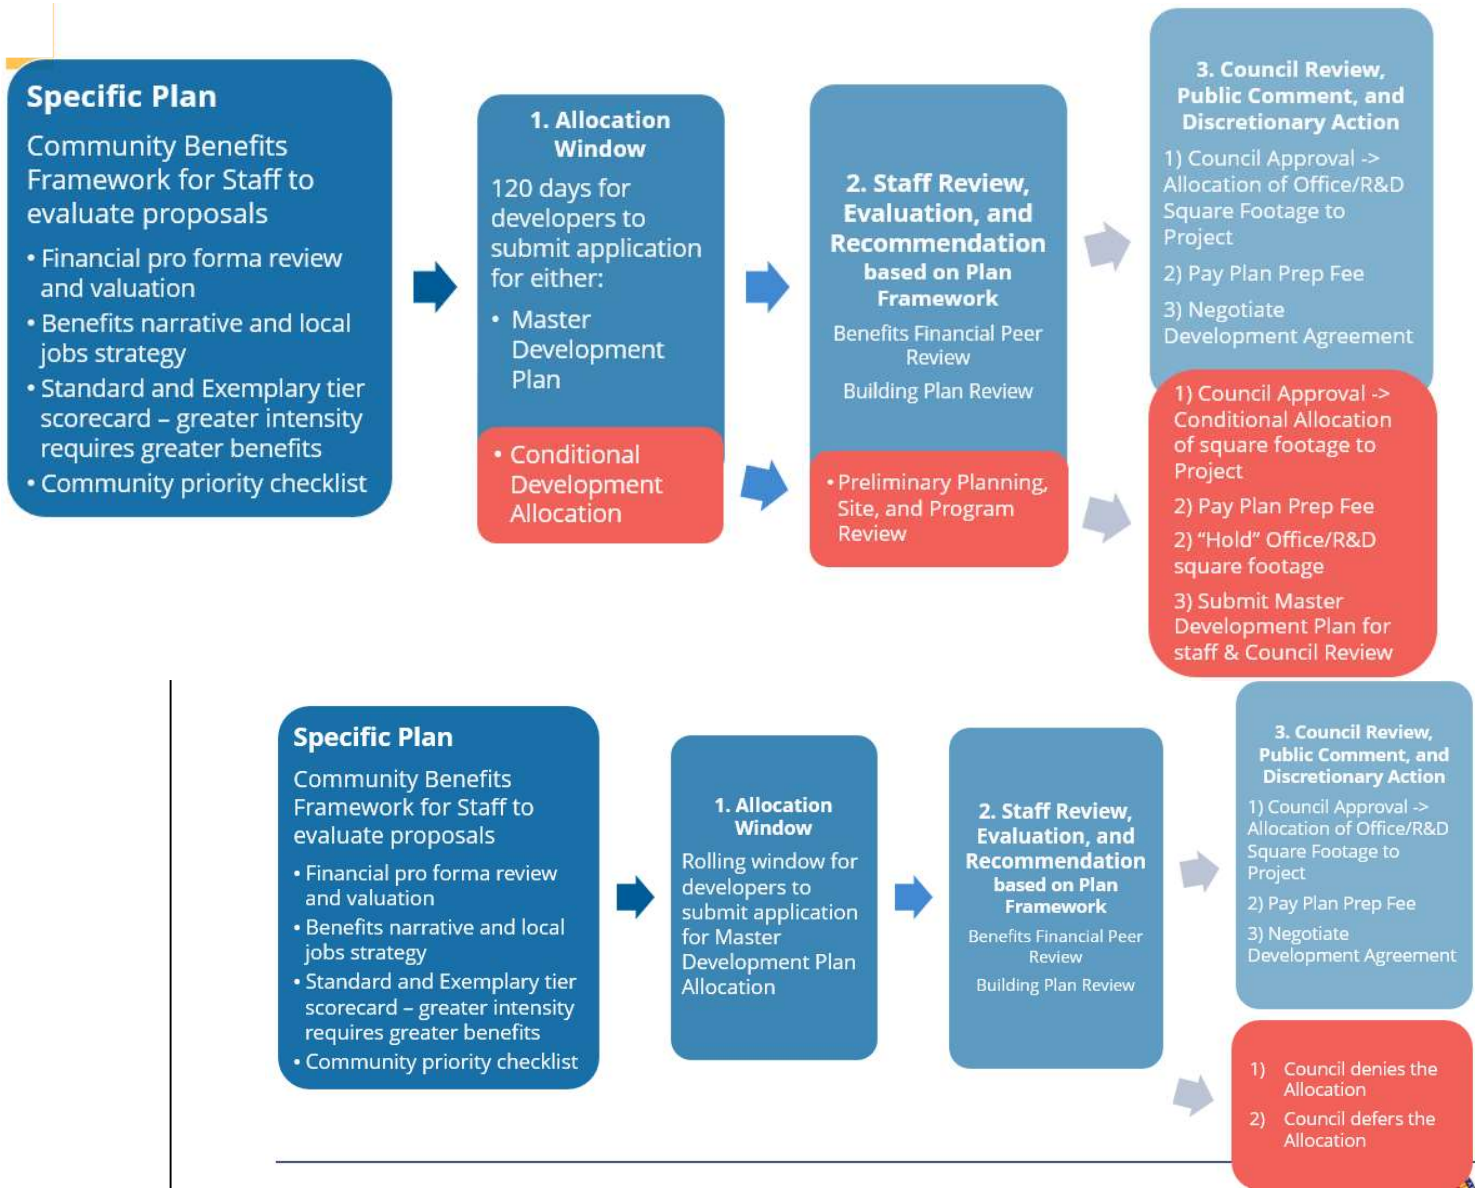 Specific Plan
Community Benefits
Framework for Staff to
evaluate proposals
• Financial pro forma review
and valuation
• Benefits narrative and local
jobs strategy
• Standard and Exemplary tier
scorecard – greater intensity
requires greater benefits
• Community priority checklist
1. Allocation
Window
120 days for
developers to
submit application
for either:
• Master
Development
Plan
• Conditional
Development
Allocation
2. Staff Review,
Evaluation, and
Recommendation
based on Plan
Framework
Benefits Financial Peer
Review
Building Plan Review
• Preliminary Planning,
Site, and Program
Review
3. Council Review,
Public Comment, and
Discretionary Action
1) Council Approval ->
Allocation of Office/R&D
Square Footage to
Project
2) Pay Plan Prep Fee
3) Negotiate
Development Agreement
1) Council Approval ->
Conditional Allocation
of square footage to
Project
2) Pay Plan Prep Fee
2) “Hold” Office/R&D
square footage
3) Submit Master
Development Plan for
staff & Council Review
Specific Plan
Community Benefits
Framework for Staff to
evaluate proposals
• Financial pro forma review
and valuation
• Benefits narrative and local
jobs strategy
• Standard and Exemplary tier
scorecard – greater intensity
requires greater benefits
• Community priority checklist
1. Allocation
Window
Rolling window for
developers to
submit application
for Master
Development Plan
Allocation
2. Staff Review,
Evaluation, and
Recommendation
based on Plan
Framework
Benefits Financial Peer
Review
Building Plan Review
3. Council Review,
Public Comment, and
Discretionary Action
1) Council Approval ->
Allocation of Office/R&D
Square Footage to
Project
2) Pay Plan Prep Fee
3) Negotiate
Development Agreement
1) Council denies the
Allocation
2) Council defers the
Allocation